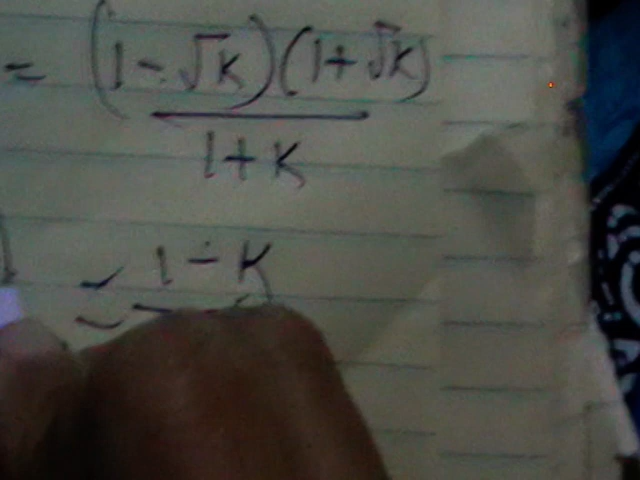 = (1-√k)(1+√k)
1+k
= 1-k